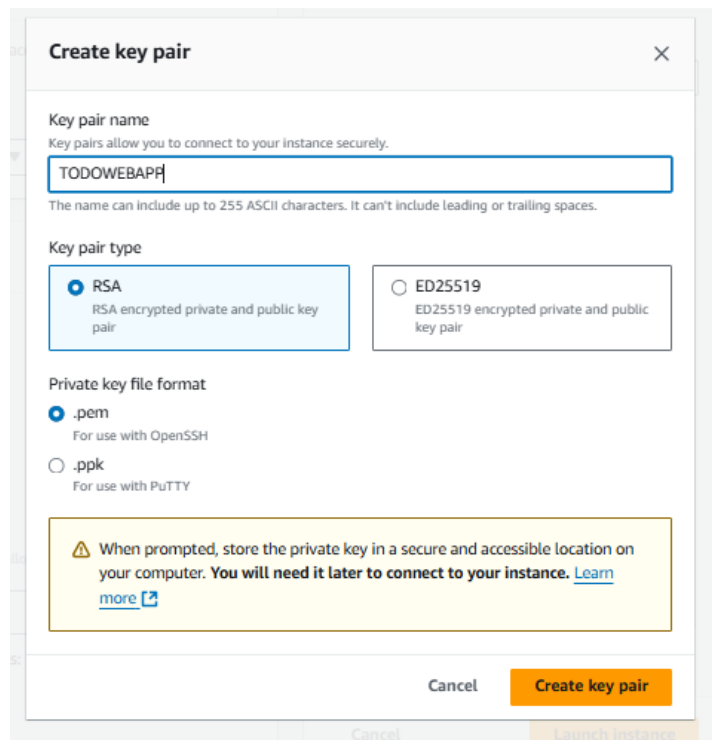 Create key pair
Key pair name
Key pairs allow you to connect to your instance securely.
TODOWEBAPP
The name can include up to 255 ASCII characters. It can't include leading or trailing spaces.
Key pair type
RSA
RSA encrypted private and public key
pair
ED25519
ED25519 encrypted private and public
key pair
Private key file format
.pem
For use with OpenSSH
.ppk
For use with PuTTY
When prompted, store the private key in a secure and accessible location on
your computer. You will need it later to connect to your instance. Learn
more
Cancel
Create key pair
Cancel
Launch instance